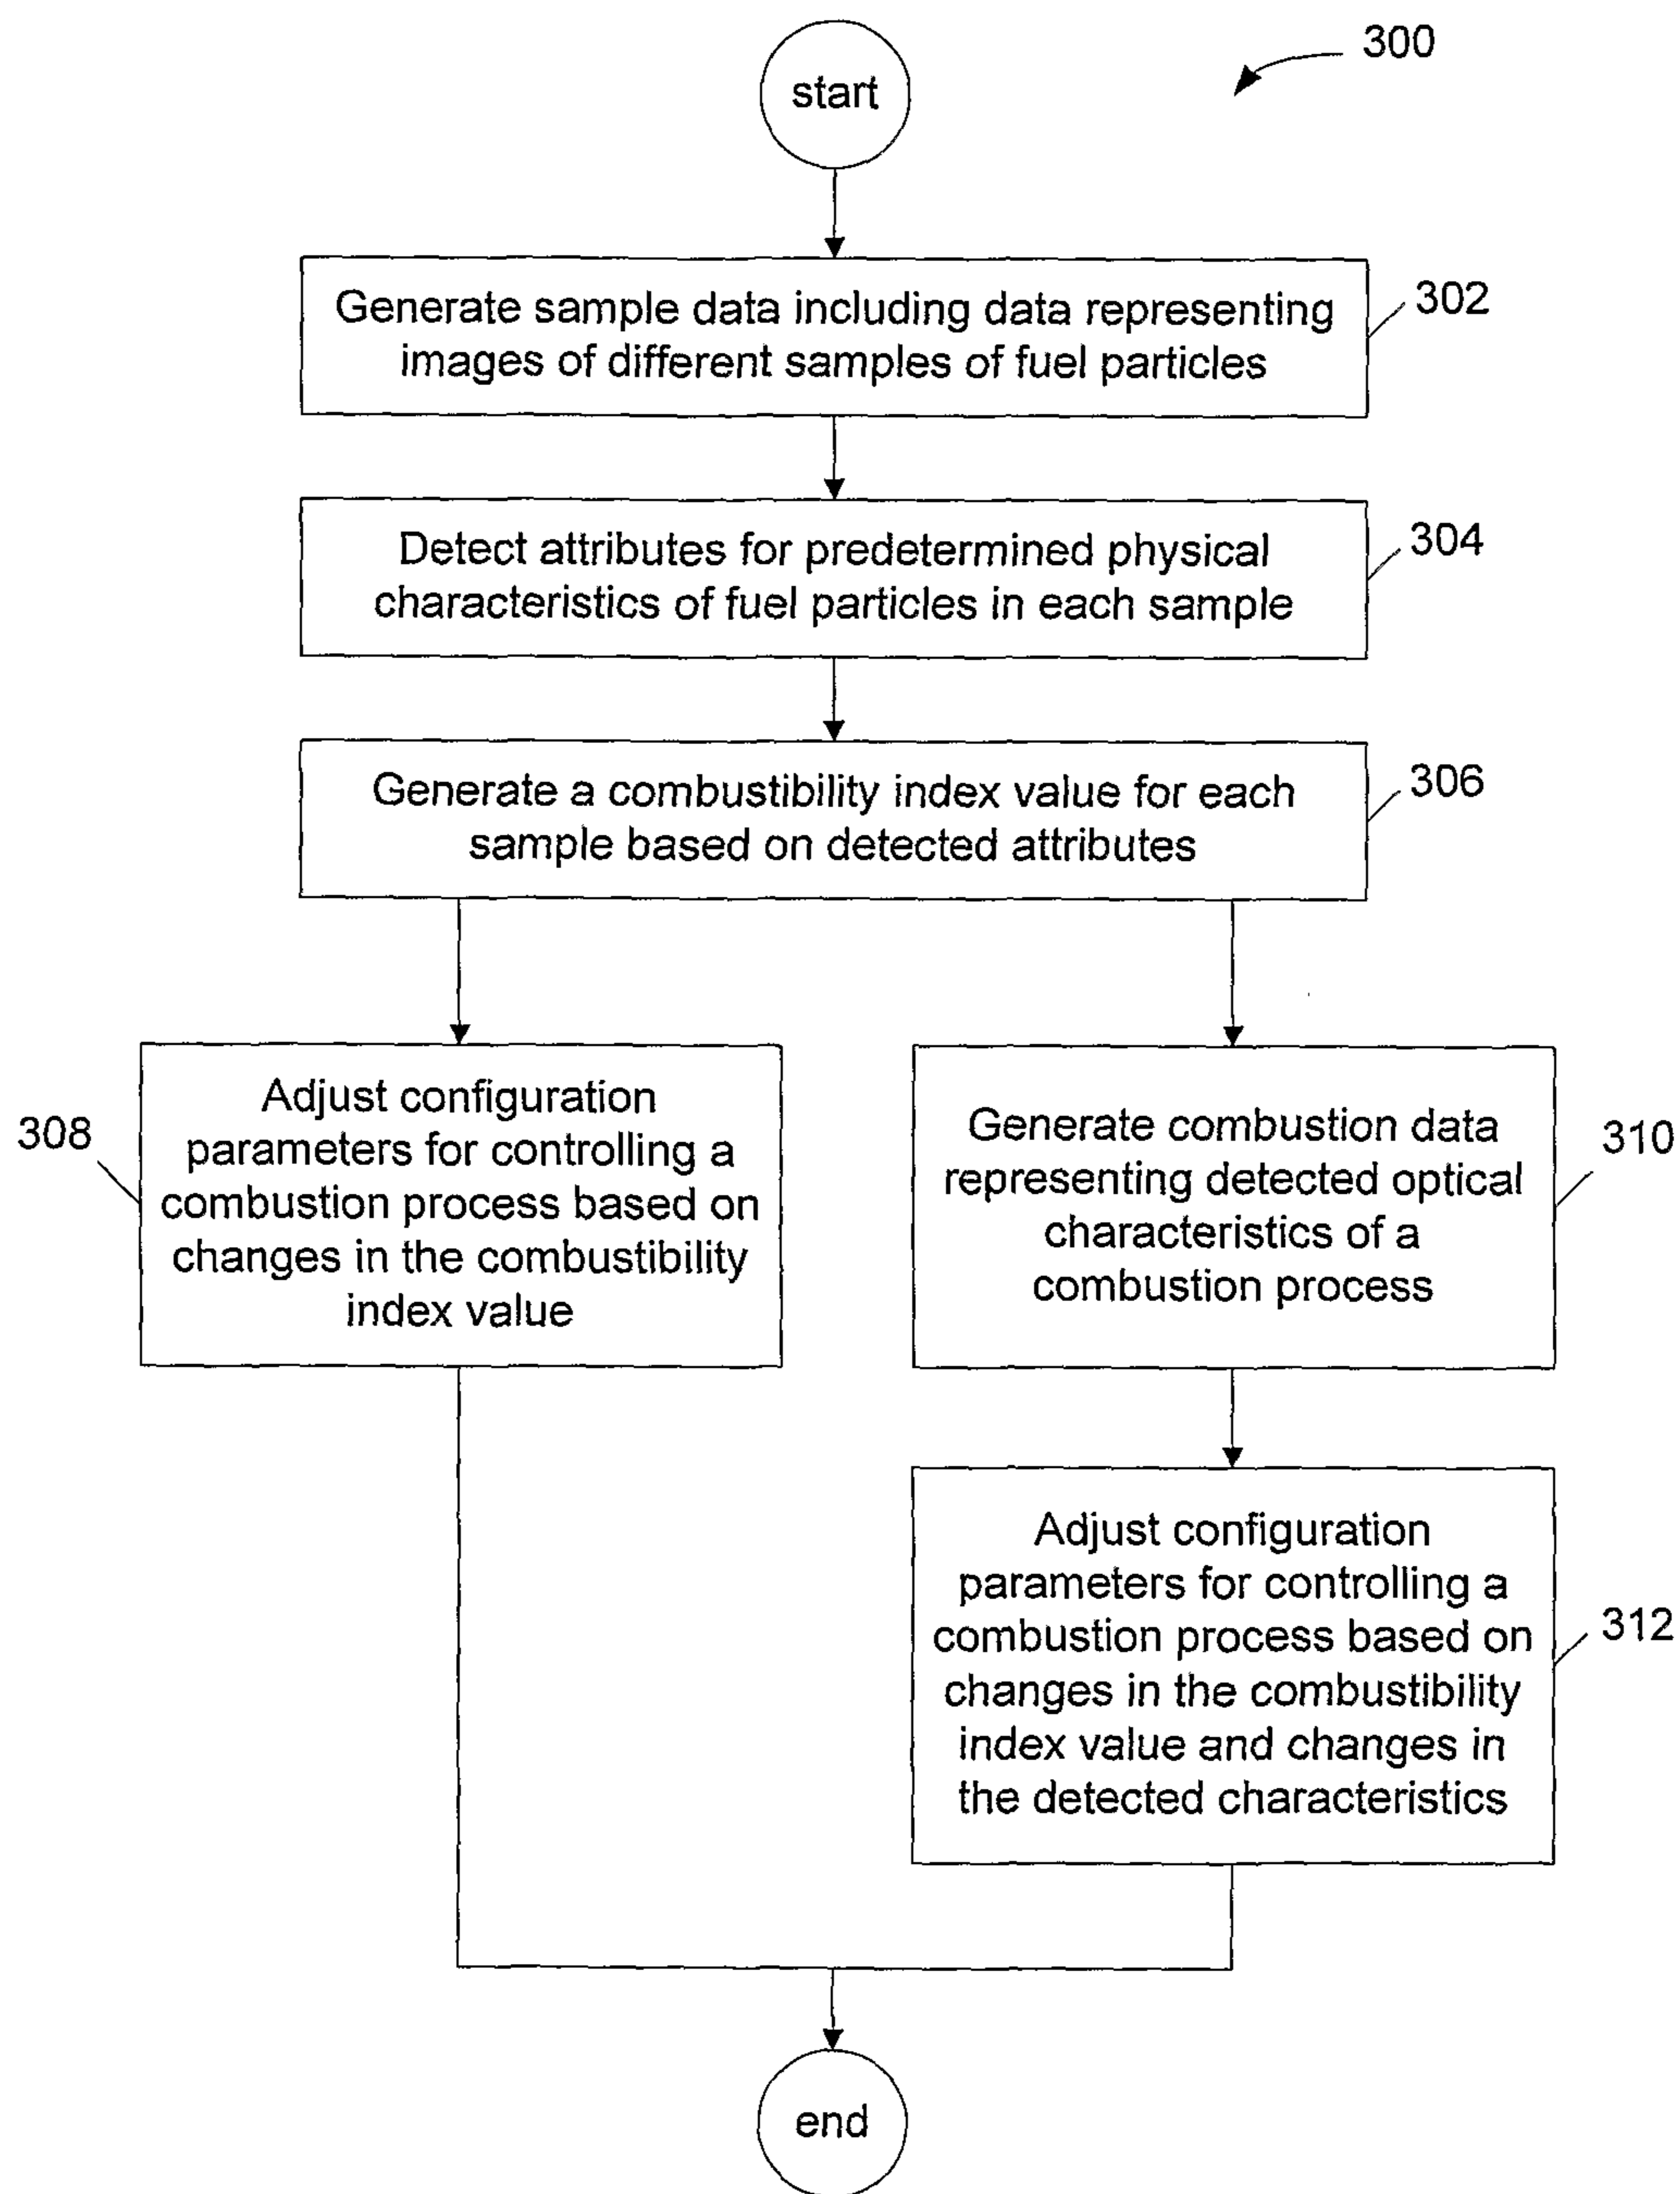 300
start
Generate sample data including data representing
images of different samples of fuel particles
302
Detect attributes for predetermined physical
characteristics of fuel particles in each sample
304
Generate a combustibility index value for each
sample based on detected attributes
306
308
Adjust configuration
parameters for controlling a
combustion process based on
changes in the combustibility
index value
Generate combustion data
representing detected optical
characteristics of a
combustion process
310
Adjust configuration
parameters for controlling a
combustion process based on
changes in the combustibility
index value and changes in
the detected characteristics
312
end